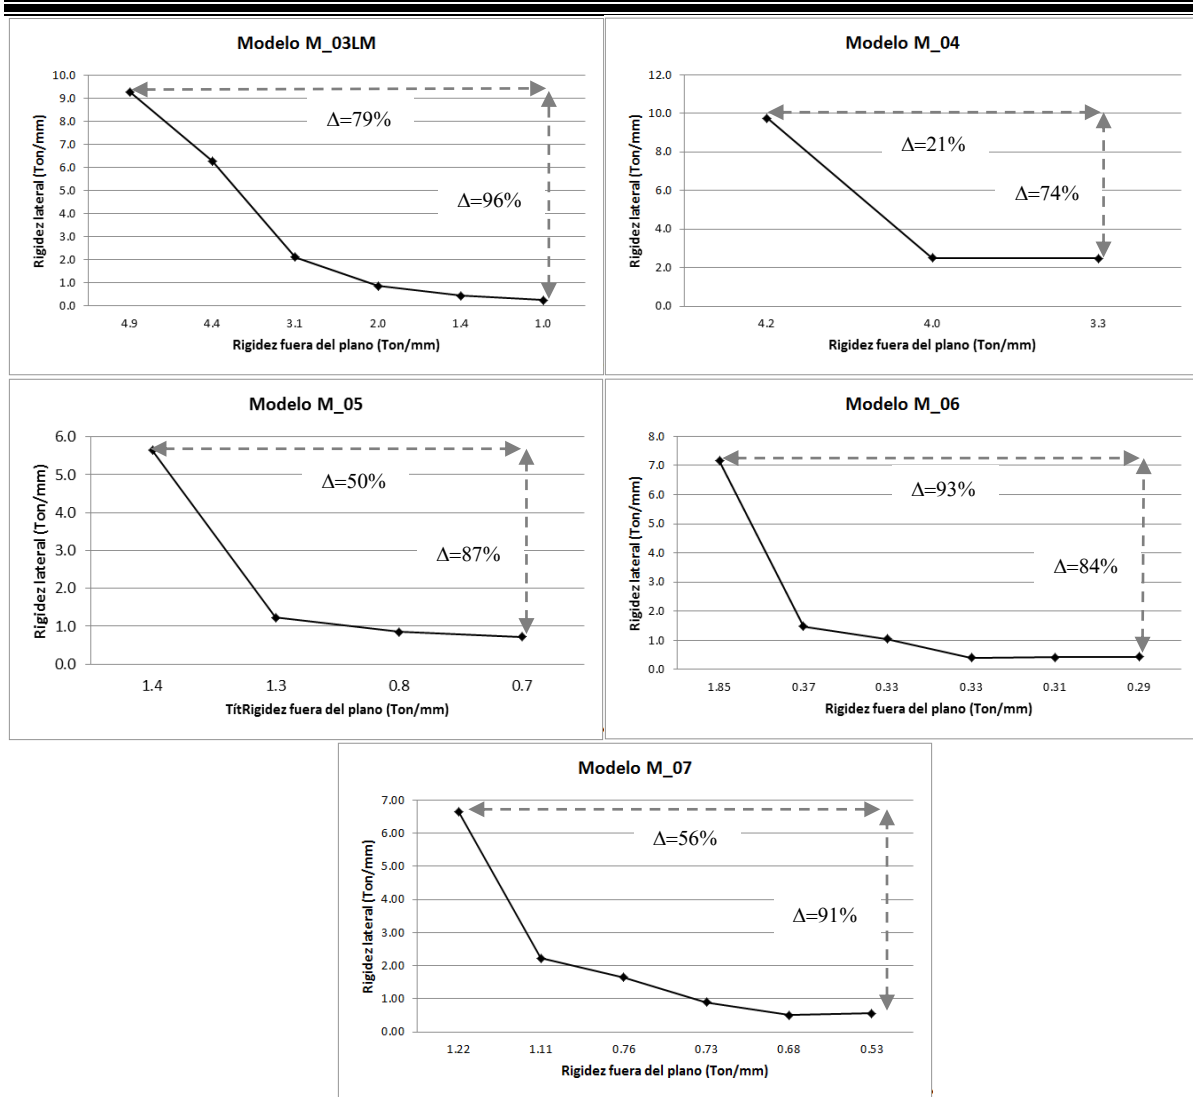 Modelo M_03LM
10.0
9.0
8.0
7.0
6.0
5.0
4.0
3.0
2.0
1.0
0.0
Rigidez lateral (Ton/mm)
Δ=79%
Δ=96%
4.9 4.4 3.1 2.0 1.4 1.0
Rigidez fuera del plano (Ton/mm)
Modelo M_04
12.0
10.0
8.0
6.0
4.0
2.0
0.0
Rigidez lateral (Ton/mm)
Δ=21%
Δ=74%
4.2 4.0 3.3
Rigidez fuera del plano (Ton/mm)
Modelo M_05
6.0
5.0
4.0
3.0
2.0
1.0
0.0
Rigidez lateral (Ton/mm)
Δ=50%
Δ=87%
1.4 1.3 0.8 0.7
TítRigidez fuera del plano (Ton/mm)
Modelo M_06
8.0
7.0
6.0
5.0
4.0
3.0
2.0
1.0
0.0
Rigidez lateral (Ton/mm)
Δ=93%
Δ=84%
1.85 0.37 0.33 0.33 0.31 0.29
Rigidez fuera del plano (Ton/mm)
Modelo M_07
7.00
6.00
5.00
4.00
3.00
2.00
1.00
0.00
Rigidez lateral (Ton/mm)
Δ=56%
Δ=91%
1.22 1.11 0.76 0.73 0.68 0.53
Rigidez fuera del plano (Ton/mm)